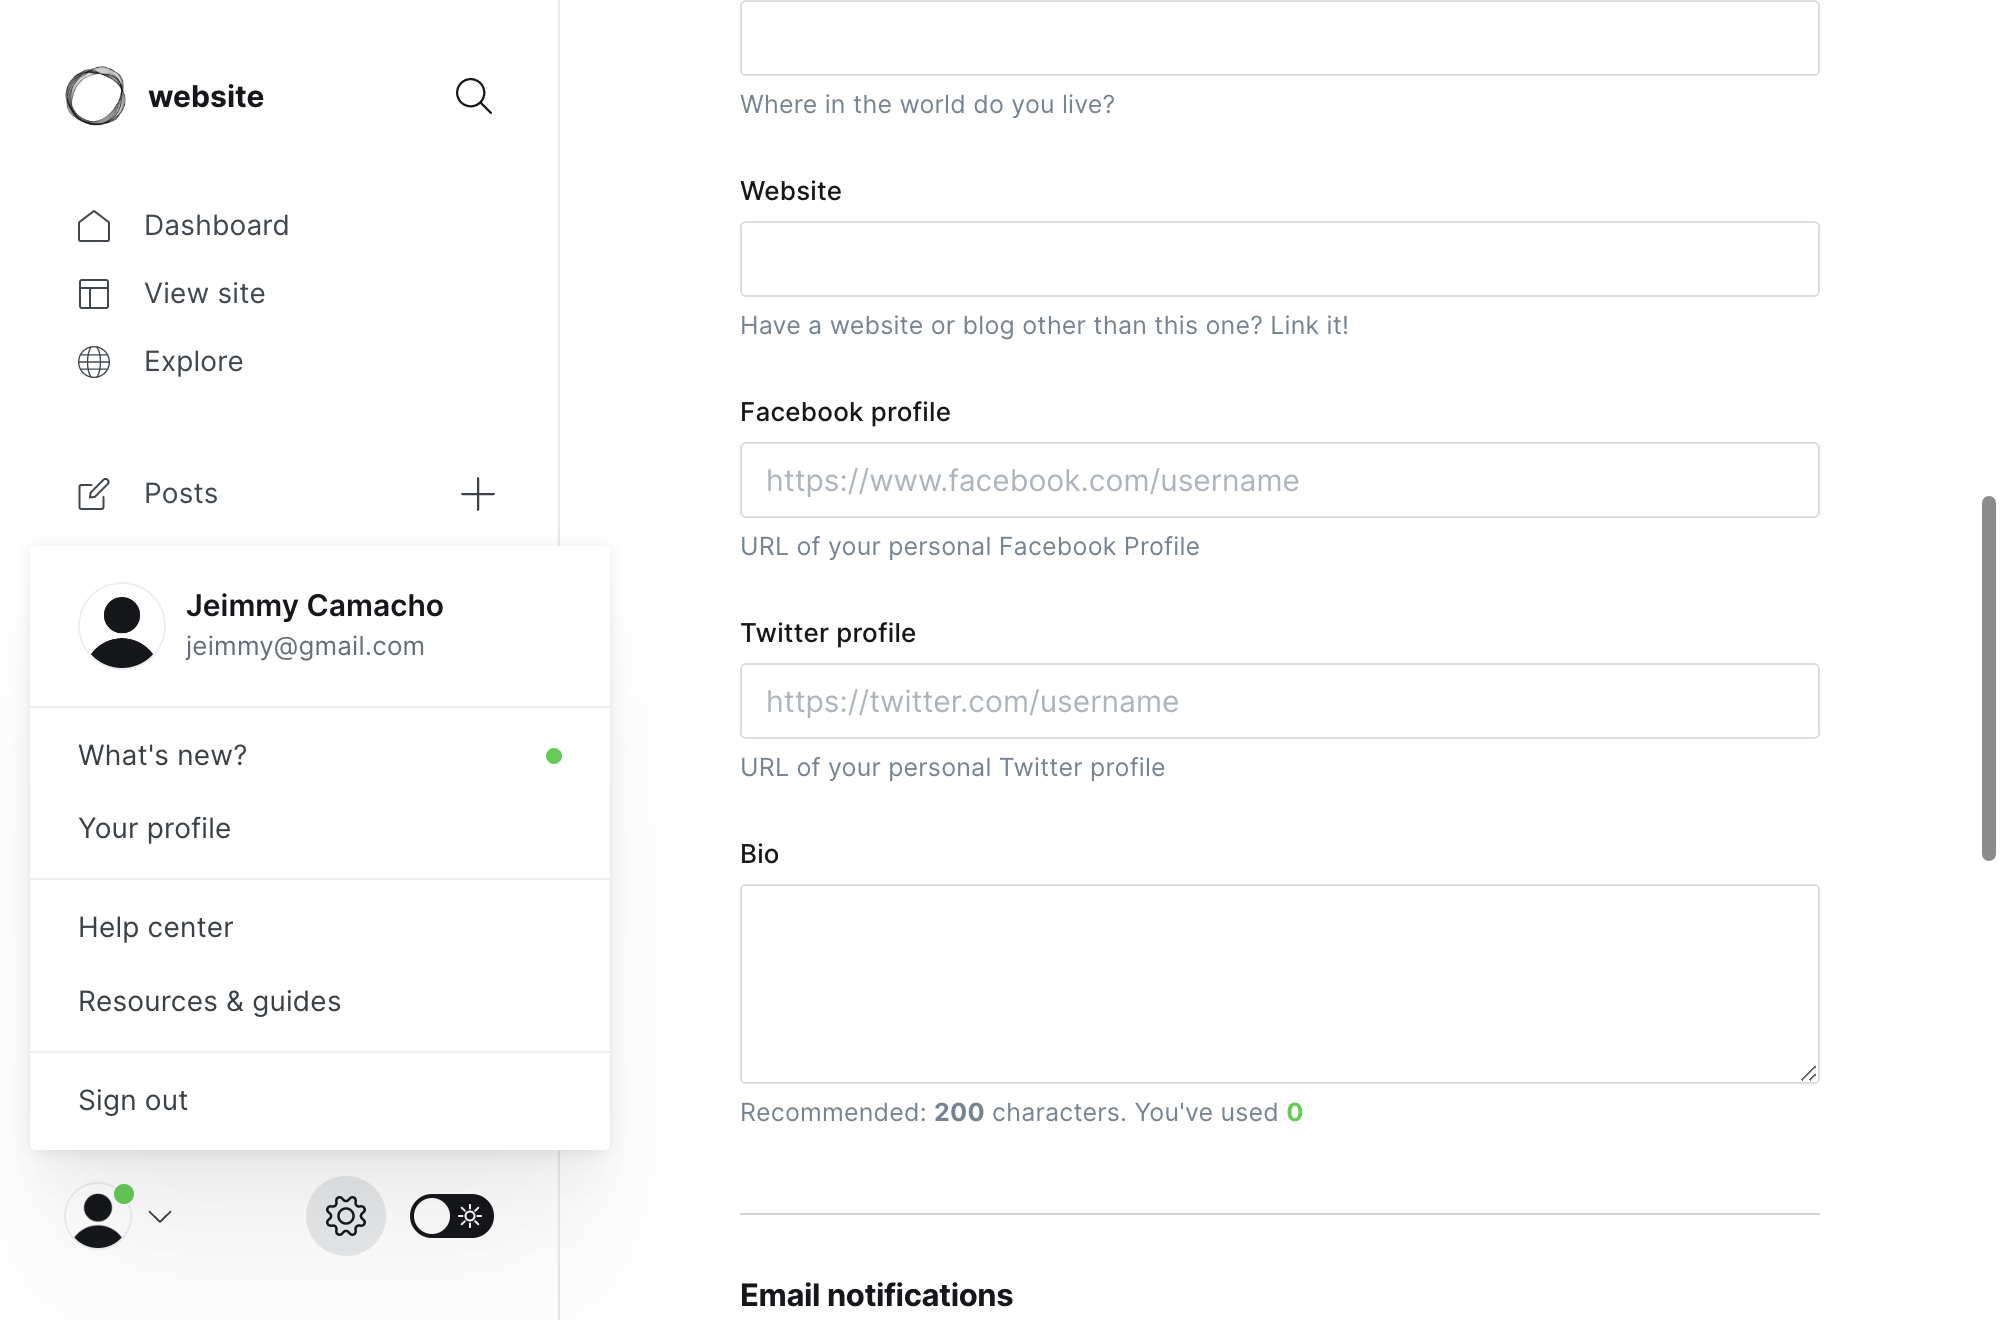 website
Dashboard
View site
Explore
Posts
Jeimmy Camacho
jeimmy@gmail.com
What's new?
Your profile
Help center
Resources & guides
Sign out
Where in the world do you live?
Website
Have a website or blog other than this one? Link it!
Facebook profile
https://www.facebook.com/username
URL of your personal Facebook Profile
Twitter profile
https://twitter.com/username
URL of your personal Twitter profile
Bio
Recommended: 200 characters. You've used 0
Email notifications